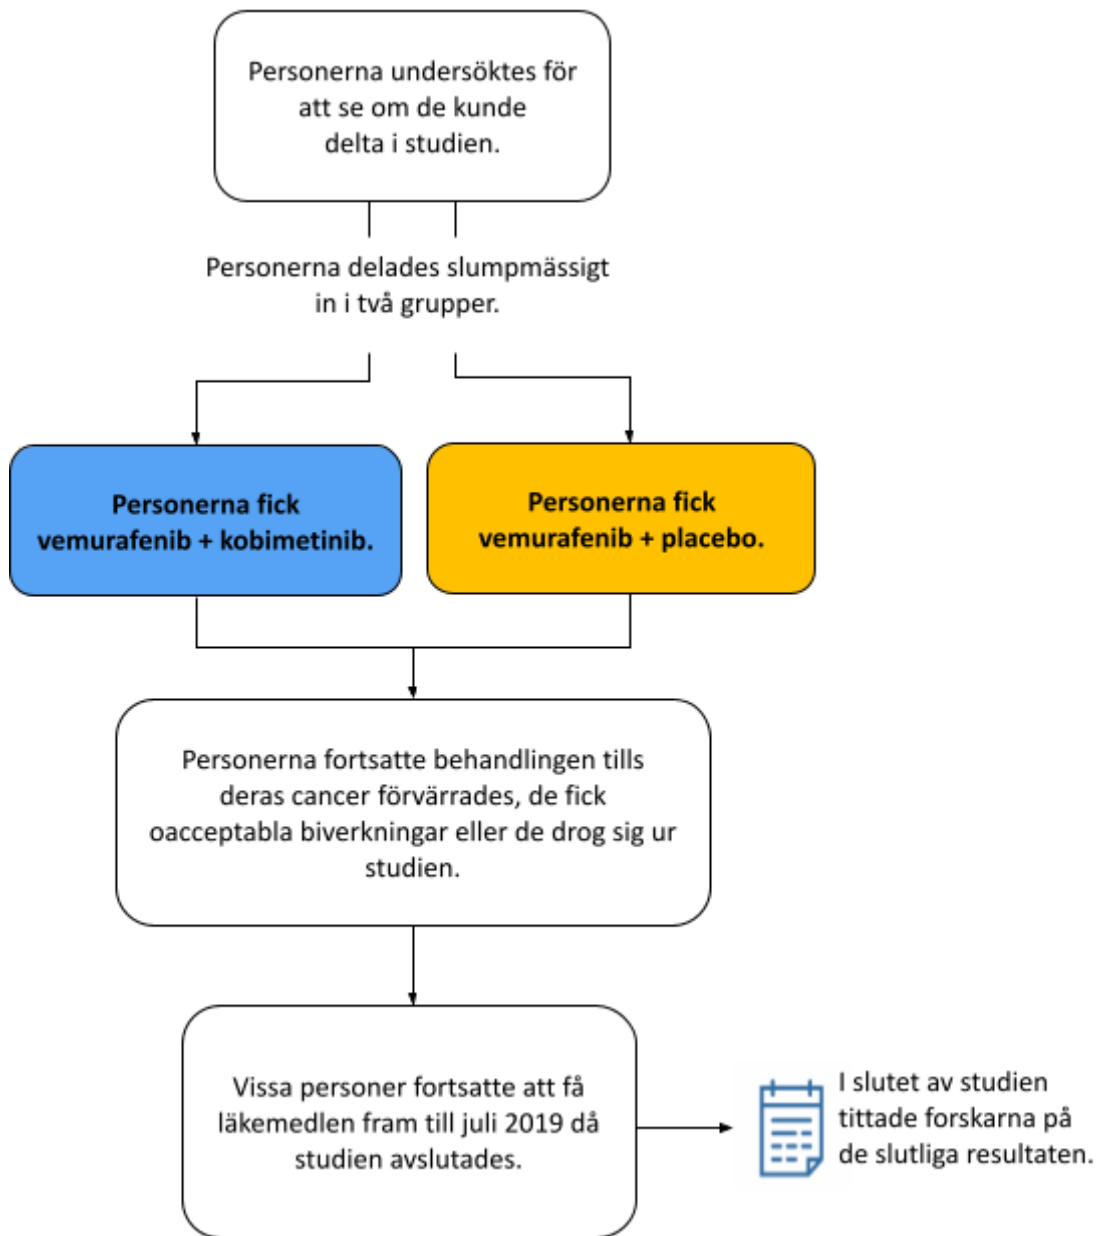 Personerna undersöktes för
att se om de kunde
delta i studien.
Personerna delades slumpmässigt
in i två grupper.
Personerna fick
vemurafenib + kobimetinib.
Personerna fick
vemurafenib + placebo.
Personerna fortsatte behandlingen tills
deras cancer förvärrades, de fick
oacceptabla biverkningar eller de drog sig ur
studien.
Vissa personer fortsatte att få
läkemedlen fram till juli 2019 då
studien avslutades.
I slutet av studien
tittade forskarna på
de slutliga resultaten.